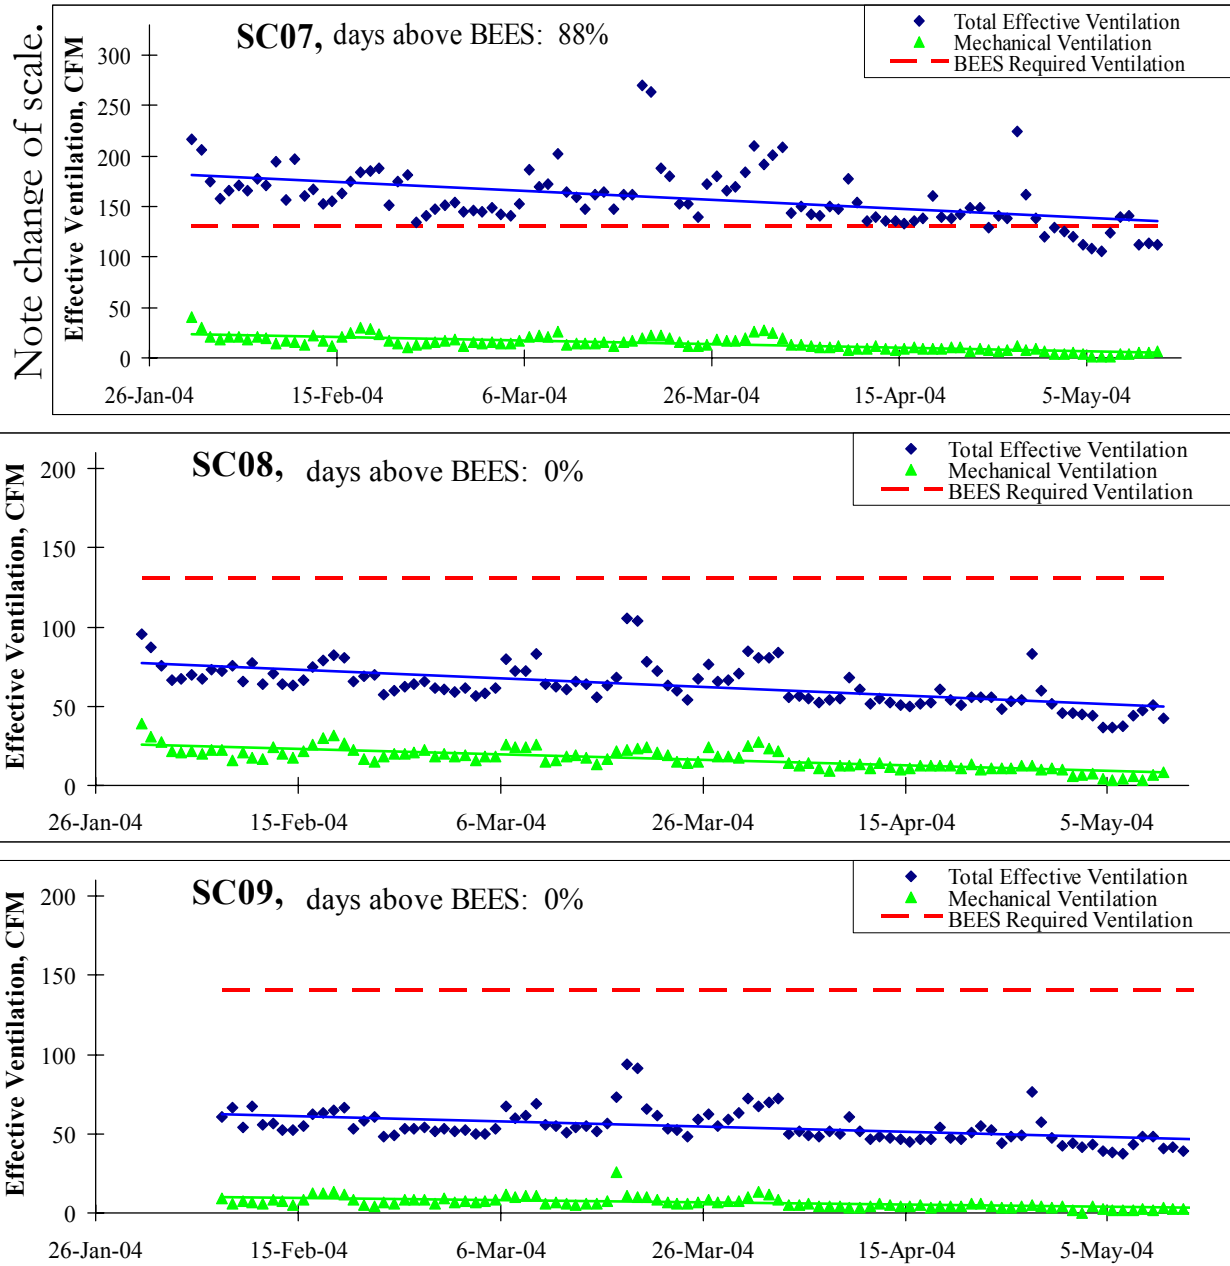 Note change of scale.
SC07, days above BEES: 88%
Total Effective Ventilation
Mechanical Ventilation
BEES Required Ventilation
Effective Ventilation, CFM
300
250
200
150
100
50
0
26-Jan-04 15-Feb-04 6-Mar-04 26-Mar-04 15-Apr-04 5-May-04
SC08, days above BEES: 0%
Total Effective Ventilation
Mechanical Ventilation
BEES Required Ventilation
Effective Ventilation, CFM
200
150
100
50
0
26-Jan-04 15-Feb-04 6-Mar-04 26-Mar-04 15-Apr-04 5-May-04
SC09, days above BEES: 0%
Total Effective Ventilation
Mechanical Ventilation
BEES Required Ventilation
Effective Ventilation, CFM
200
150
100
50
0
26-Jan-04 15-Feb-04 6-Mar-04 26-Mar-04 15-Apr-04 5-May-04